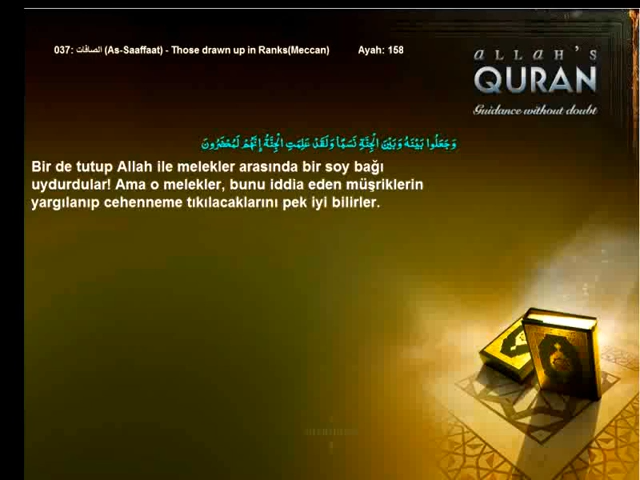 037: الصافات (As-Saaffaat) - Those drawn up in Ranks(Meccan) Ayah: 158
ALLAH'S
QURAN
Guidance without doubt
وَجَعَلُوا بَيْنَهُ وَبَيْنَ الْجِنَّةِ نَسَبًا وَلَقَدْ عَلِمَتِ الْجِنَّةُ إِنَّهُمْ لَمُحْضَرُونَ
Bir de tutup Allah ile melekler arasında bir soy bağı
uydurdular! Ama o melekler, bunu iddia eden müşriklerin
yargılanıp cehenneme tıkılacaklarını pek iyi bilirler.